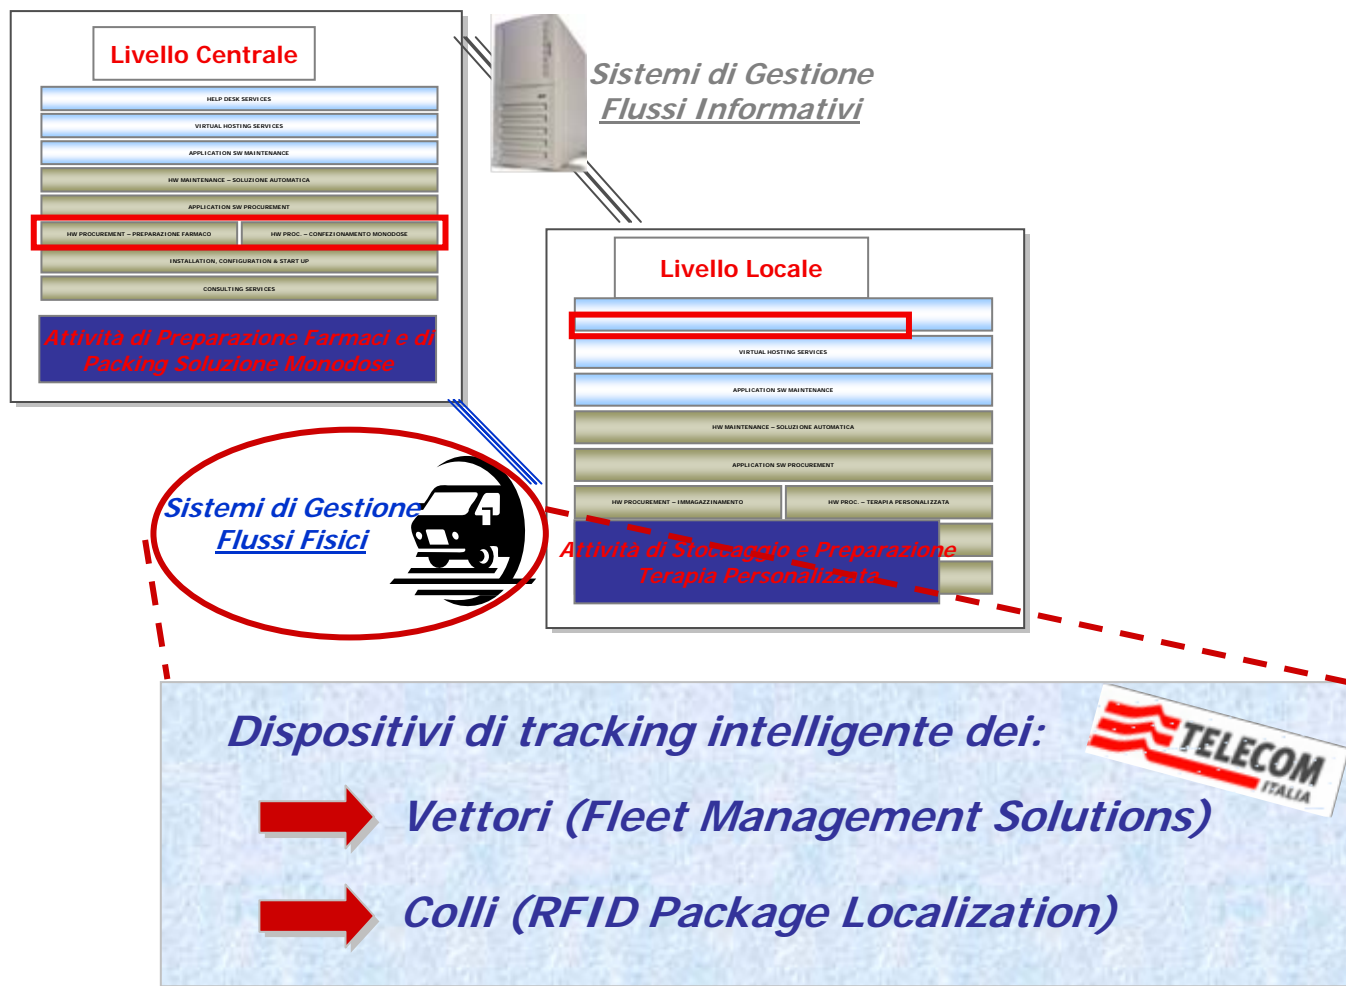 Livello Centrale
HELP DESK SERVICES
VIRTUAL HOSTING SERVICES
APPLICATION SW MAINTENANCE
HW MAINTENANCE – SOLUZIONE AUTOMATICA
APPLICATION SW PROCUREMENT
HW PROCUREMENT – PREPARAZIONE FARMACO
HW PROC. – CONFEZIONAMENTO MONODOSE
INSTALLATION, CONFIGURATION & START UP
CONSULTING SERVICES
Attività di Preparazione Farmaci e di
Packing Soluzione Monodose
Sistemi di Gestione
Flussi Informativi
Livello Locale
VIRTUAL HOSTING SERVICES
APPLICATION SW MAINTENANCE
HW MAINTENANCE – SOLUZIONE AUTOMATICA
APPLICATION SW PROCUREMENT
HW PROCUREMENT – IMMAGAZZINAMENTO
HW PROC. – TERAPIA PERSONALIZZATA
Attività di Stoccaggio e Preparazione
Terapia Personalizzata
Sistemi di Gestione
Flussi Fisici
Dispositivi di tracking intelligente dei:
TELECOM
ITALIA
Vettori (Fleet Management Solutions)
Colli (RFID Package Localization)